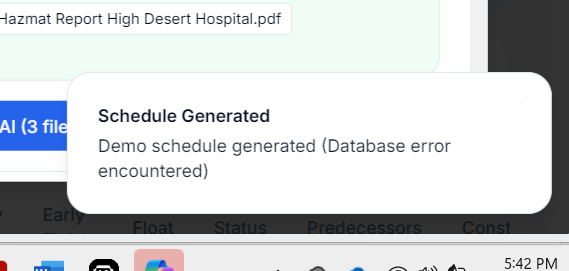 Hazmat Report High Desert Hospital.pdf
AI (3 file
Schedule Generated
Demo schedule generated (Database error
encountered)
Early
Float Status Predecessors Const
5:42 PM